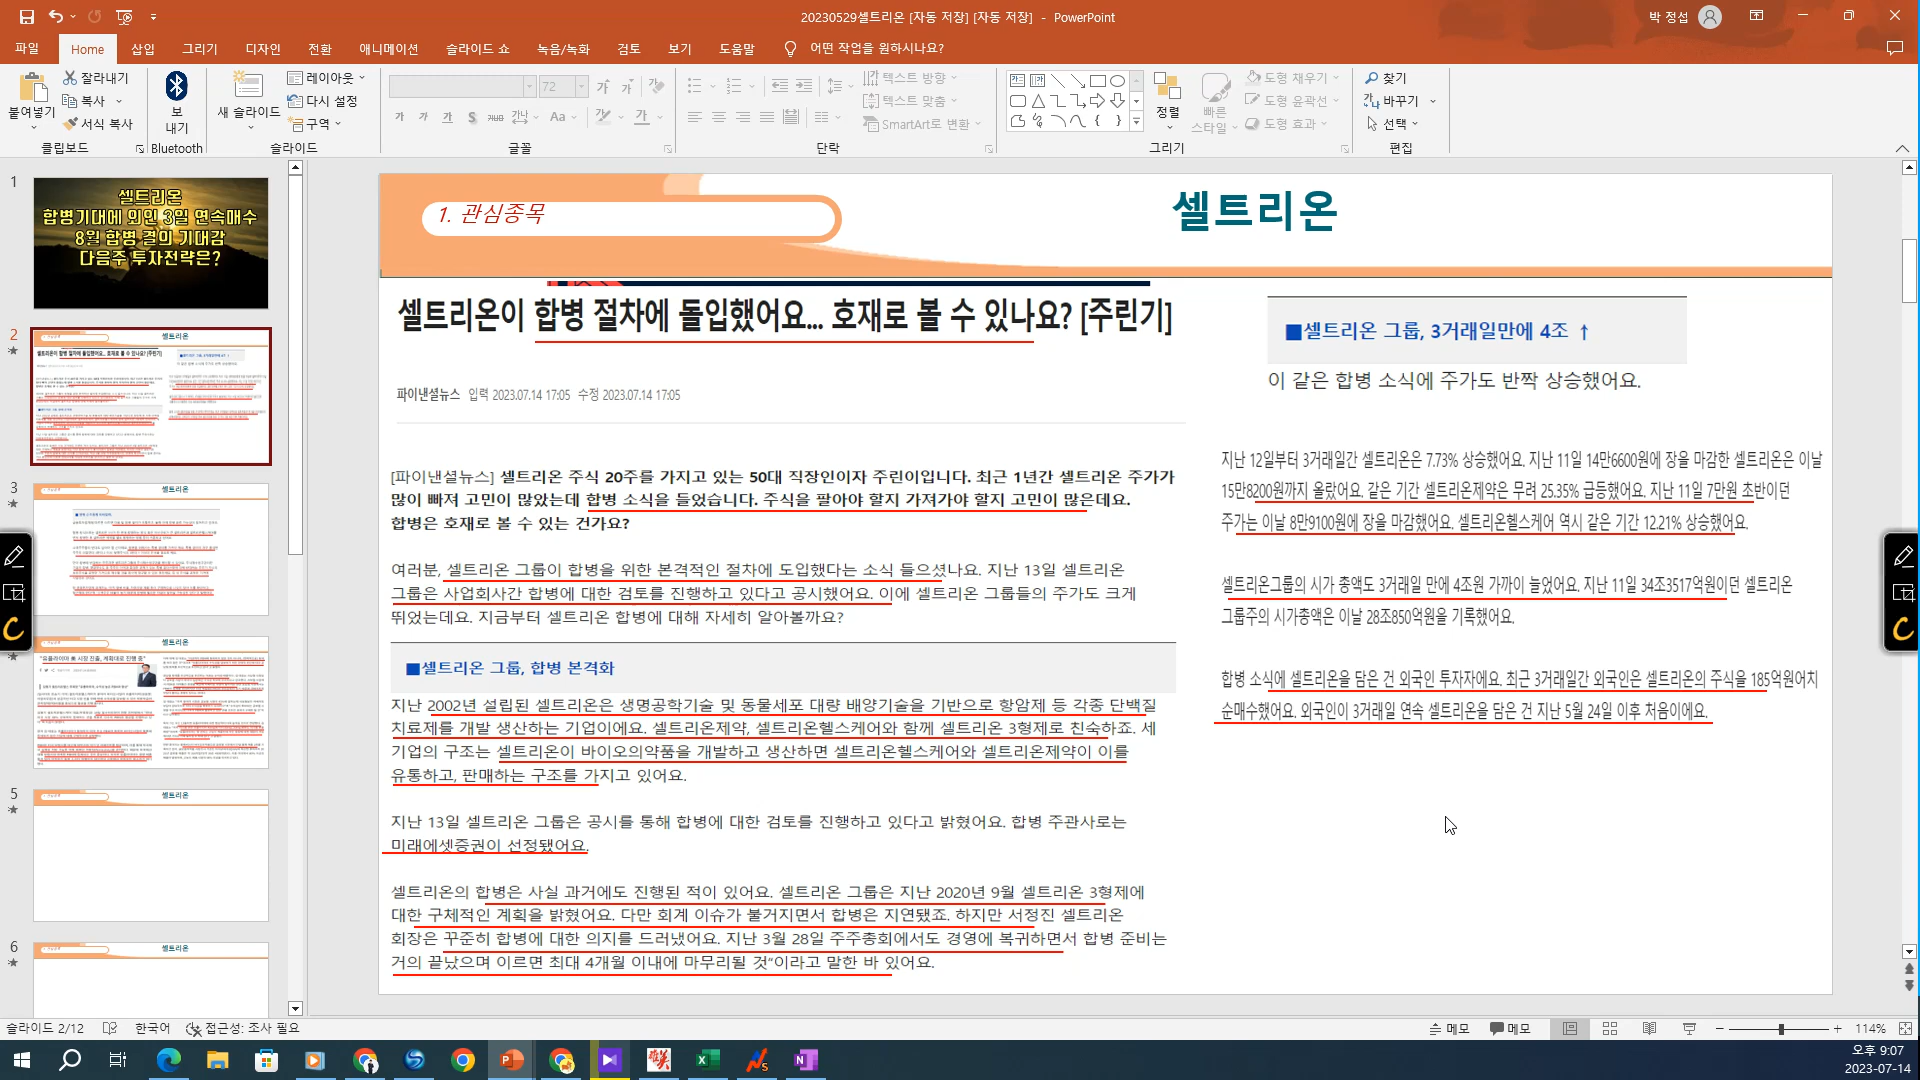 20230529셀트리온 [자동 저장] [자동 저장] - PowerPoint
박 정섭
파일 Home 삽입 그리기 디자인 전환 애니메이션 슬라이드 쇼 녹음/녹화 검토 보기 도움말 어떤 작업을 원하시나요?
붙여넣기 잘라내기 복사 서식 복사 클립보드
보내기 Bluetooth
새 슬라이드 레이아웃 다시 설정 구역 슬라이드
72 가 가 가 가 가 가 S 간 Aa 가 글꼴
텍스트 방향 텍스트 맞춤 SmartArt로 변환 단락
정렬 빠른 스타일 도형 채우기 도형 윤곽선 도형 효과 그리기
찾기 바꾸기 선택 편집
1
셀트리온
합병기대에 외인 3일 연속매수
8월 합병 결의 기대감
다음주 투자전략은?
2
셀트리온
3
셀트리온
셀트리온
5
셀트리온
6
셀트리온
1. 관심종목
셀트리온
셀트리온이 합병 절차에 돌입했어요... 호재로 볼 수 있나요? [주린기]
파이낸셜뉴스 입력 2023.07.14 17:05 수정 2023.07.14 17:05
[파이낸셜뉴스] 셀트리온 주식 20주를 가지고 있는 50대 직장인이자 주린이입니다. 최근 1년간 셀트리온 주가가
많이 빠져 고민이 많았는데 합병 소식을 들었습니다. 주식을 팔아야 할지 가져가야 할지 고민이 많은데요.
합병은 호재로 볼 수 있는 건가요?
여러분, 셀트리온 그룹이 합병을 위한 본격적인 절차에 도입했다는 소식 들으셨나요. 지난 13일 셀트리온
그룹은 사업회사간 합병에 대한 검토를 진행하고 있다고 공시했어요. 이에 셀트리온 그룹들의 주가도 크게
뛰었는데요. 지금부터 셀트리온 합병에 대해 자세히 알아볼까요?
■셀트리온 그룹, 합병 본격화
지난 2002년 설립된 셀트리온은 생명공학기술 및 동물세포 대량 배양기술을 기반으로 항암제 등 각종 단백질
치료제를 개발 생산하는 기업이에요. 셀트리온제약, 셀트리온헬스케어와 함께 셀트리온 3형제로 친숙하죠. 세
기업의 구조는 셀트리온이 바이오의약품을 개발하고 생산하면 셀트리온헬스케어와 셀트리온제약이 이를
유통하고, 판매하는 구조를 가지고 있어요.
지난 13일 셀트리온 그룹은 공시를 통해 합병에 대한 검토를 진행하고 있다고 밝혔어요. 합병 주관사로는
미래에셋증권이 선정됐어요.
셀트리온의 합병은 사실 과거에도 진행된 적이 있어요. 셀트리온 그룹은 지난 2020년 9월 셀트리온 3형제에
대한 구체적인 계획을 밝혔어요. 다만 회계 이슈가 불거지면서 합병은 지연됐죠. 하지만 서정진 셀트리온
회장은 꾸준히 합병에 대한 의지를 드러냈어요. 지난 3월 28일 주주총회에서도 경영에 복귀하면서 합병 준비는
거의 끝났으며 이르면 최대 4개월 이내에 마무리될 것"이라고 말한 바 있어요.
■셀트리온 그룹, 3거래일만에 4조 ↑
이 같은 합병 소식에 주가도 반짝 상승했어요.
지난 12일부터 3거래일간 셀트리온은 7.73% 상승했어요. 지난 11일 14만6600원에 장을 마감한 셀트리온은 이날
15만8200원까지 올랐어요. 같은 기간 셀트리온제약은 무려 25.35% 급등했어요. 지난 11일 7만원 초반이던
주가는 이날 8만9100원에 장을 마감했어요. 셀트리온헬스케어 역시 같은 기간 12.21% 상승했어요.
셀트리온그룹의 시가 총액도 3거래일 만에 4조원 가까이 늘었어요. 지난 11일 34조3517억원이던 셀트리온
그룹주의 시가총액은 이날 28조850억원을 기록했어요.
합병 소식에 셀트리온을 담은 건 외국인 투자자에요. 최근 3거래일간 외국인은 셀트리온의 주식을 185억원어치
순매수했어요. 외국인이 3거래일 연속 셀트리온을 담은 건 지난 5월 24일 이후 처음이에요.
슬라이드 2/12 한국어 접근성: 조사 필요 메모 메모 114%
오후 9:07
2023-07-14